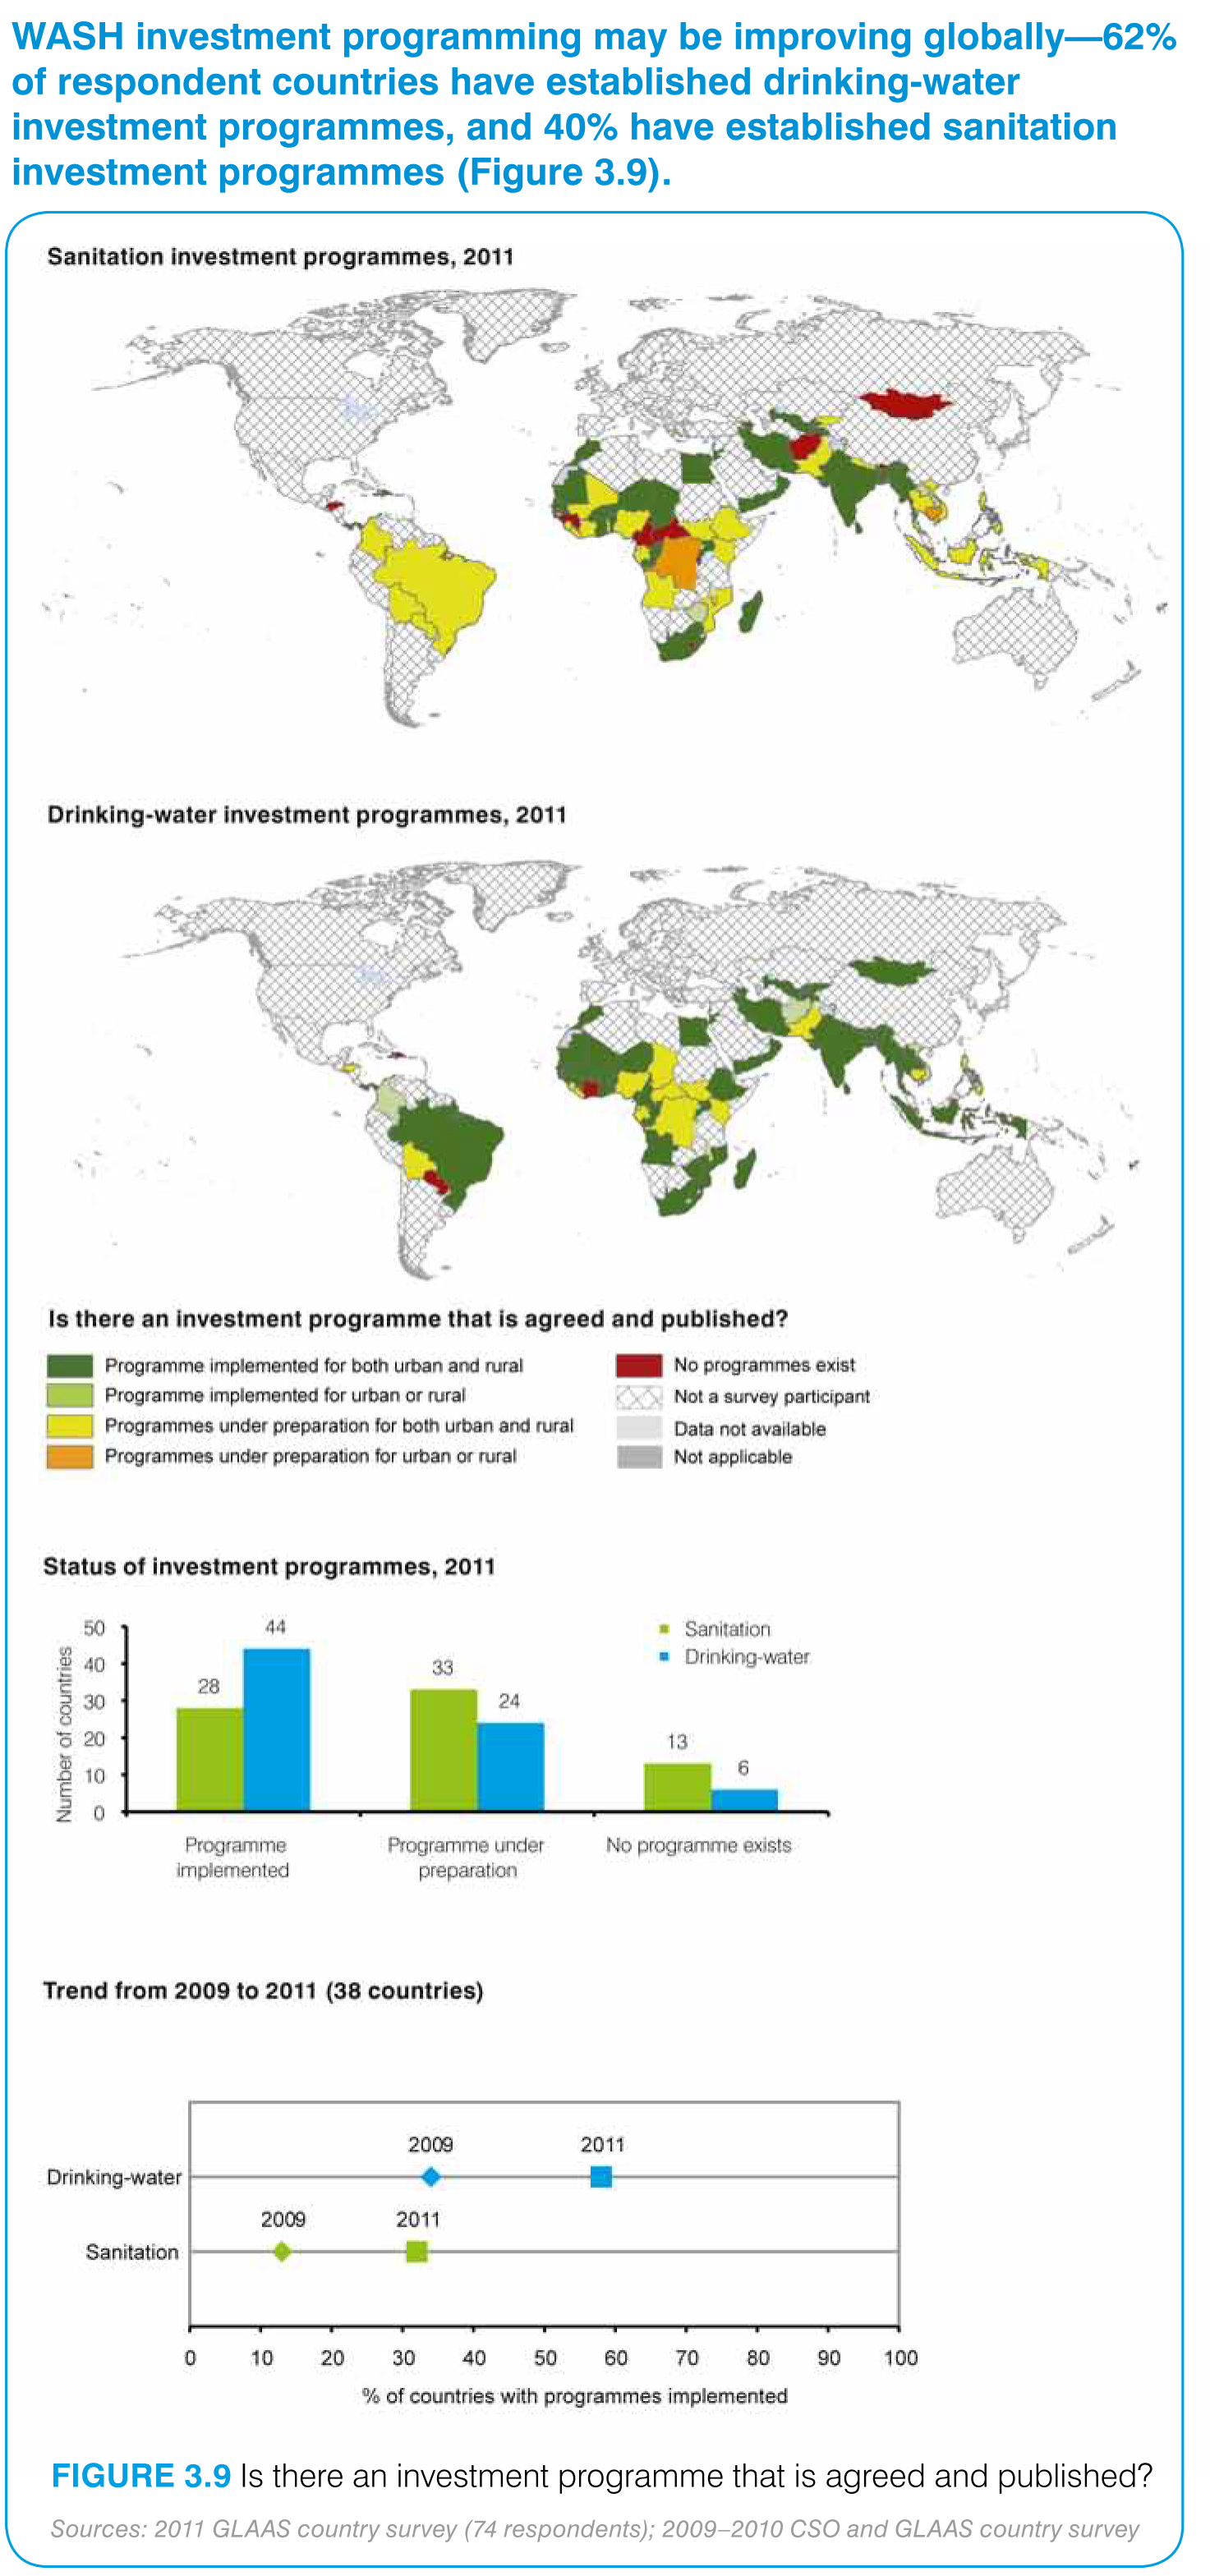 WASH investment programming may be improving globally—62%
of respondent countries have established drinking-water
investment programmes, and 40% have established sanitation
investment programmes (Figure 3.9).
Sanitation investment programmes, 2011
Drinking-water investment programmes, 2011
Is there an investment programme that is agreed and published?
Programme implemented for both urban and rural
Programme implemented for urban or rural
Programmes under preparation for both urban and rural
Programmes under preparation for urban or rural
No programmes exist
Not a survey participant
Data not available
Not applicable
Status of investment programmes, 2011
Number of countries
50
40
30
20
10
0
28
44
33
24
13
6
Sanitation
Drinking-water
Programme
implemented
Programme under
preparation
No programme exists
Trend from 2009 to 2011 (38 countries)
2009 2011
Drinking-water
2009 2011
Sanitation
0 10 20 30 40 50 60 70 80 90 100
% of countries with programmes implemented
FIGURE 3.9 Is there an investment programme that is agreed and published?
Sources: 2011 GLAAS country survey (74 respondents); 2009–2010 CSO and GLAAS country survey